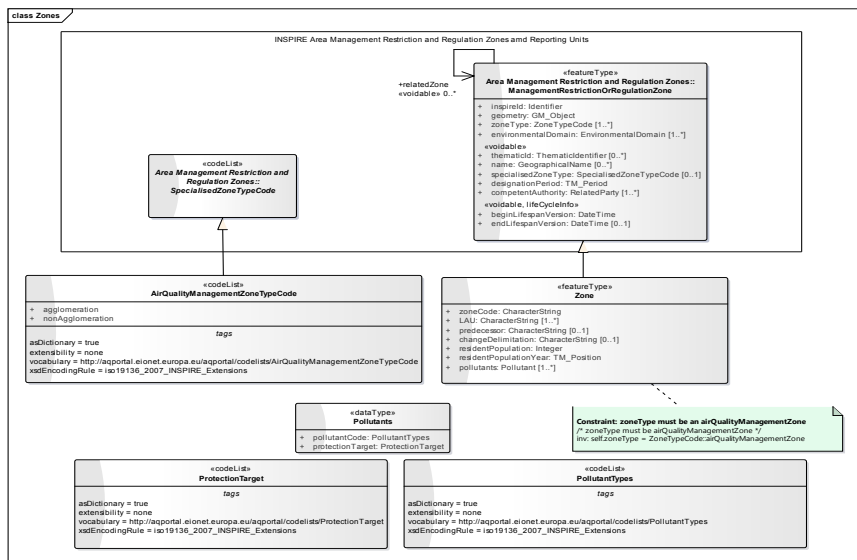 class Zones
INSPIRE Area Management Restriction and Regulation Zones amd Reporting Units
+relatedZone
«voidable» 0..*
«featureType»
Area Management Restriction and Regulation Zones::
ManagementRestrictionOrRegulationZone
+ inspireId: Identifier
+ geometry: GM_Object
+ zoneType: ZoneTypeCode [1..*]
+ environmentalDomain: EnvironmentalDomain [1..*]
«voidable»
+ thematicId: ThematicIdentifier [0..*]
+ name: GeographicalName [0..*]
+ specialisedZoneType: SpecialisedZoneTypeCode [0..1]
+ designationPeriod: TM_Period
+ competentAuthority: RelatedParty [1..*]
«voidable, lifeCycleInfo»
+ beginLifespanVersion: DateTime
+ endLifespanVersion: DateTime [0..1]
«codeList»
Area Management Restriction and
Regulation Zones::
SpecialisedZoneTypeCode
«codeList»
AirQualityManagementZoneTypeCode
+ agglomeration
+ nonAgglomeration
tags
asDictionary = true
extensibility = none
vocabulary = http://aqportal.eionet.europa.eu/aqportal/codelists/AirQualityManagementZoneTypeCode
xsdEncodingRule = iso19136_2007_INSPIRE_Extensions
«featureType»
Zone
+ zoneCode: CharacterString
+ LAU: CharacterString [1..*]
+ predecessor: CharacterString [0..1]
+ changeDelimitation: CharacterString [0..1]
+ residentPopulation: Integer
+ residentPopulationYear: TM_Position
+ pollutants: Pollutant [1..*]
«dataType»
Pollutants
+ pollutantCode: PollutantTypes
+ protectionTarget: ProtectionTarget
Constraint: zoneType must be an airQualityManagementZone
/* zoneType must be airQualityManagementZone */
inv: self.zoneType = ZoneTypeCode::airQualityManagementZone
«codeList»
ProtectionTarget
tags
asDictionary = true
extensibility = none
vocabulary = http://aqportal.eionet.europa.eu/aqportal/codelists/ProtectionTarget
xsdEncodingRule = iso19136_2007_INSPIRE_Extensions
«codeList»
PollutantTypes
tags
asDictionary = true
extensibility = none
vocabulary = http://aqportal.eionet.europa.eu/aqportal/codelists/PollutantTypes
xsdEncodingRule = iso19136_2007_INSPIRE_Extensions